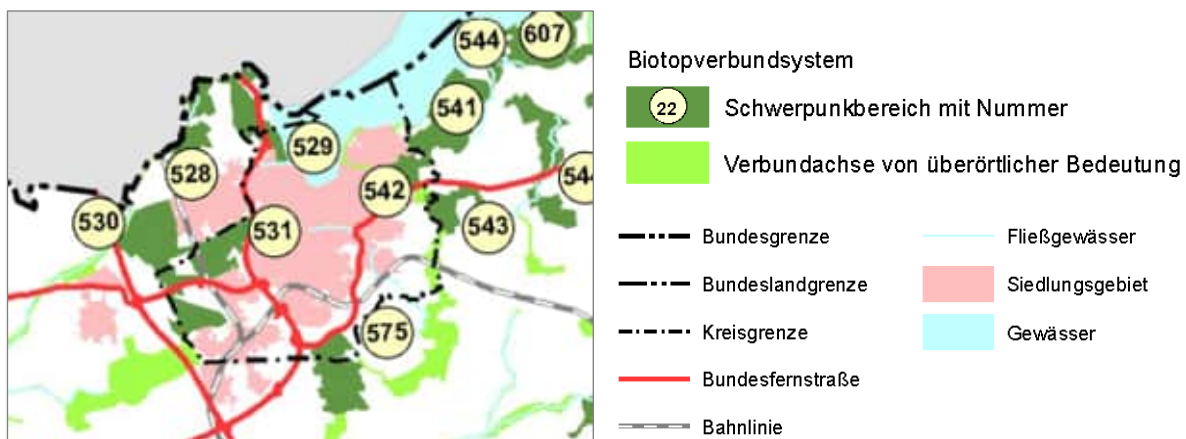 544
607
541
529
528
542
544
530
531
543
575
Biotopverbundsystem
22 Schwerpunkbereich mit Nummer
Verbundachse von überörtlicher Bedeutung
Bundesgrenze
Bundeslandgrenze
Kreisgrenze
Bundesfernstraße
Bahnlinie
Fließgewässer
Siedlungsgebiet
Gewässer